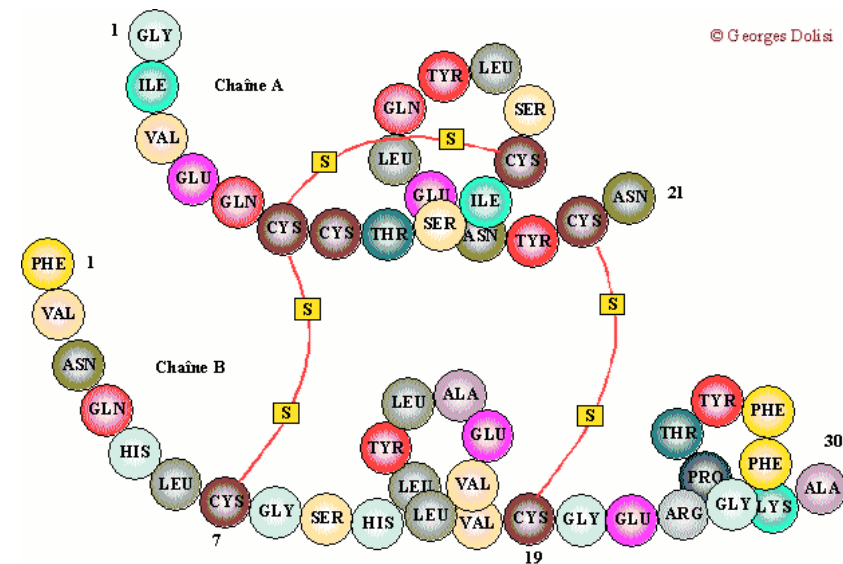 © Georges Dolisi
1
GLY
ILE
VAL
GLU
GLN
CYS
CYS
THR
SER
ILE
CYS
SER
LEU
TYR
GLN
LEU
GLU
ASN
TYR
CYS
ASN
21
Chaîne A
S
S
S
S
S
S
PHE
1
VAL
ASN
GLN
HIS
LEU
CYS
7
GLY
SER
HIS
LEU
VAL
GLU
ALA
LEU
TYR
LEU
VAL
CYS
19
GLY
GLU
ARG
GLY
PHE
PHE
TYR
THR
PRO
LYS
ALA
30
Chaîne B